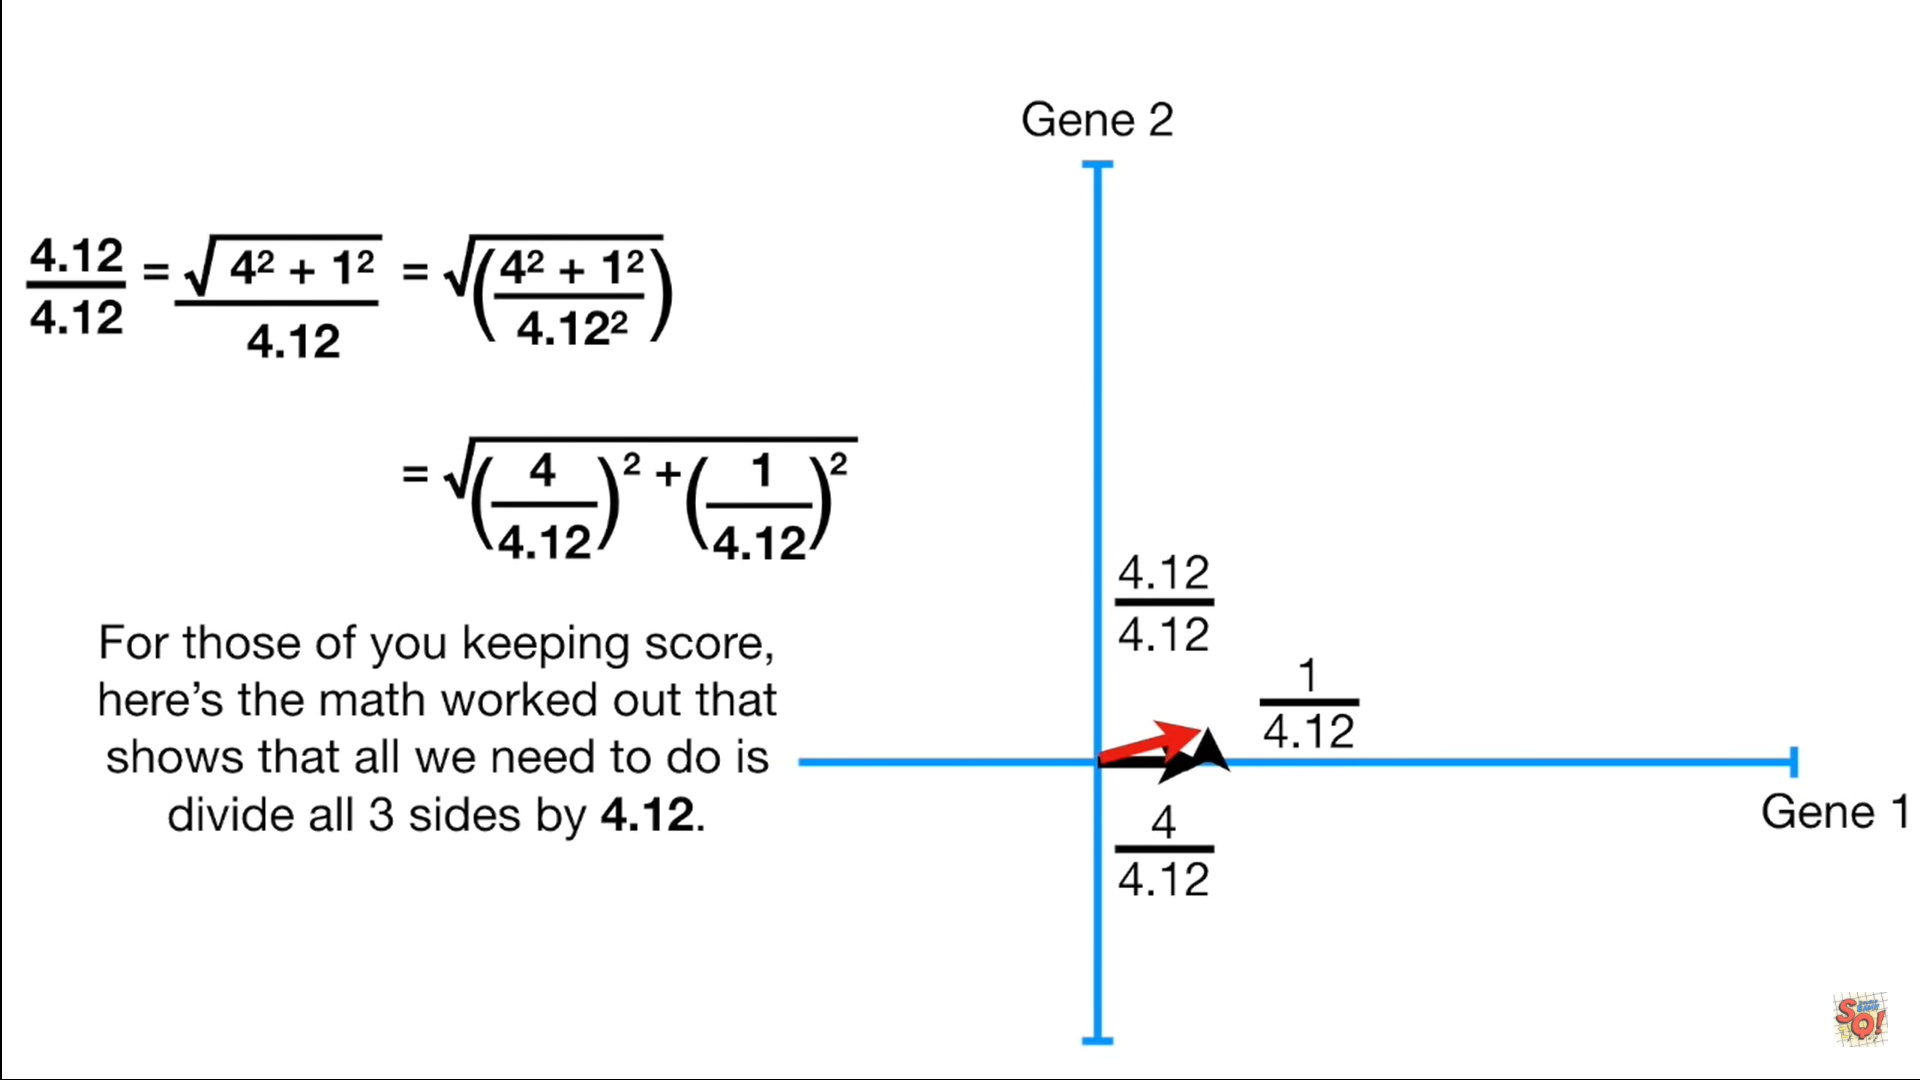 Gene 2
4.12/4.12 = √(4² + 1²)/4.12 = √((4² + 1²)/4.12²)
= √((4/4.12)² + (1/4.12)²)
For those of you keeping score,
here’s the math worked out that
shows that all we need to do is
divide all 3 sides by 4.12.
4.12
4.12
1
4.12
4
4.12
Gene 1
SQ!